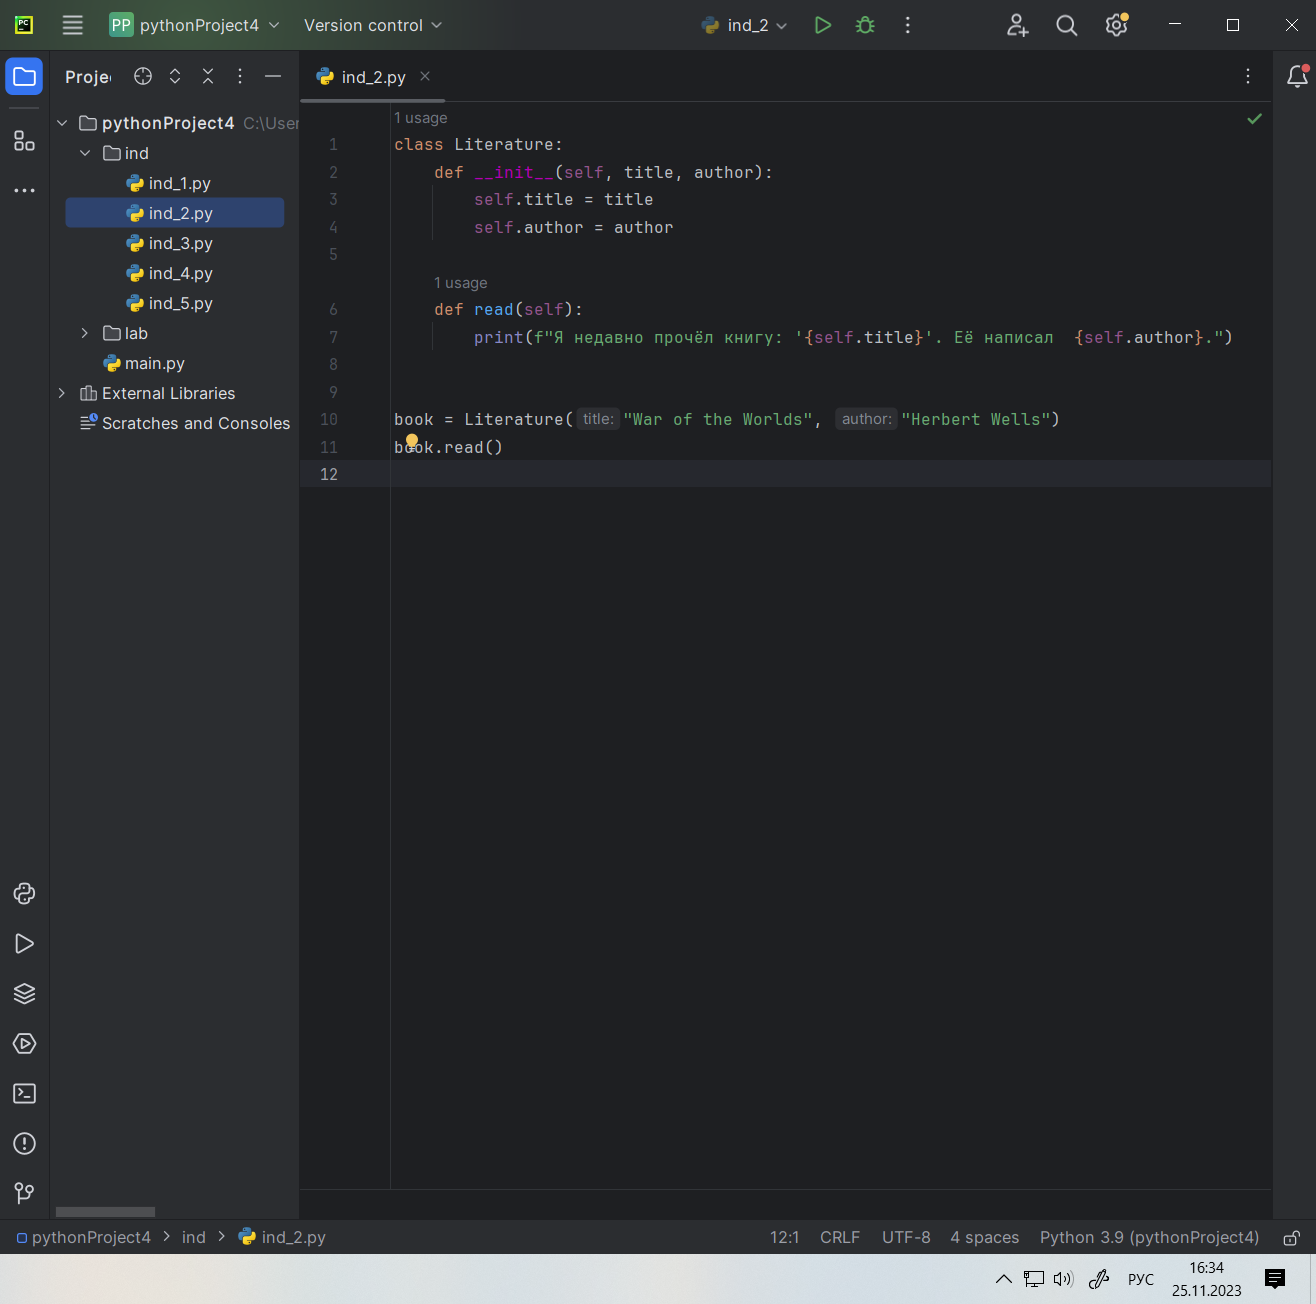 PC
PP pythonProject4 Version control ind_2
Proje ind_2.py
pythonProject4 C:\User
ind
ind_1.py
ind_2.py
ind_3.py
ind_4.py
ind_5.py
lab
main.py
External Libraries
Scratches and Consoles
1 usage
1 class Literature:
2 def __init__(self, title, author):
3 self.title = title
4 self.author = author
5
1 usage
6 def read(self):
7 print(f"Я недавно прочёл книгу: '{self.title}'. Её написал  {self.author}.")
8
9
10 book = Literature( title: "War of the Worlds", author: "Herbert Wells")
11 book.read()
12
pythonProject4 > ind > ind_2.py 12:1 CRLF UTF-8 4 spaces Python 3.9 (pythonProject4)
РУС 16:34
25.11.2023